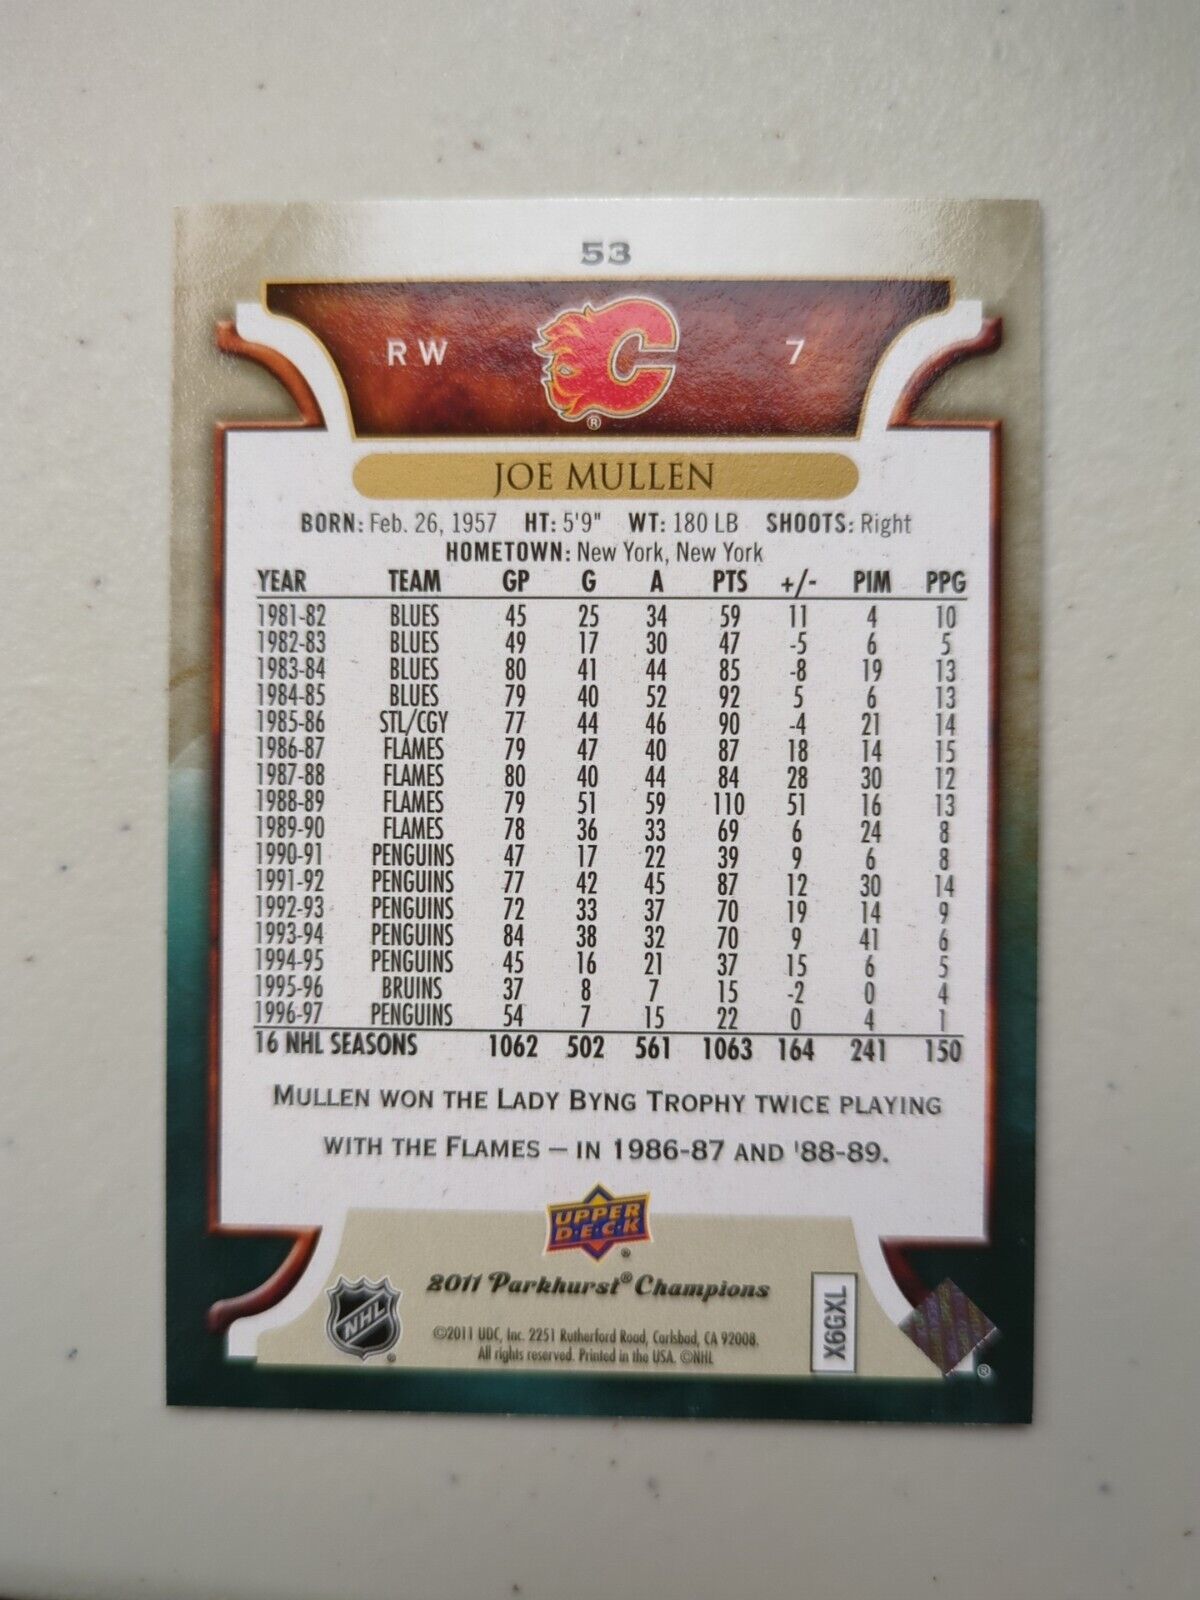 53
RW 7
JOE MULLEN
BORN: Feb. 26, 1957 HT: 5'9" WT: 180 LB SHOOTS: Right
HOMETOWN: New York, New York
YEAR TEAM GP G A PTS +/- PIM PPG
1981-82 BLUES 45 25 34 59 11 4 10
1982-83 BLUES 49 17 30 47 -5 6 5
1983-84 BLUES 80 41 44 85 -8 19 13
1984-85 BLUES 79 40 52 92 5 6 13
1985-86 STL/CGY 77 44 46 90 -4 21 14
1986-87 FLAMES 79 47 40 87 18 14 15
1987-88 FLAMES 80 40 44 84 28 30 12
1988-89 FLAMES 79 51 59 110 51 16 13
1989-90 FLAMES 78 36 33 69 6 24 8
1990-91 PENGUINS 47 17 22 39 9 6 8
1991-92 PENGUINS 77 42 45 87 12 30 14
1992-93 PENGUINS 72 33 37 70 19 14 9
1993-94 PENGUINS 84 38 32 70 9 41 6
1994-95 PENGUINS 45 16 21 37 15 6 5
1995-96 BRUINS 37 8 7 15 -2 0 4
1996-97 PENGUINS 54 7 15 22 0 4 1
16 NHL SEASONS 1062 502 561 1063 164 241 150
MULLEN WON THE LADY BYNG TROPHY TWICE PLAYING
WITH THE FLAMES – IN 1986-87 AND '88-89.
UPPER
D·E·C·K
®
2011 Parkhurst® Champions
NHL
©2011 UDC, Inc. 2251 Rutherford Road, Carlsbad, CA 92008.
All rights reserved. Printed in the USA. ©NHL
X6GXL